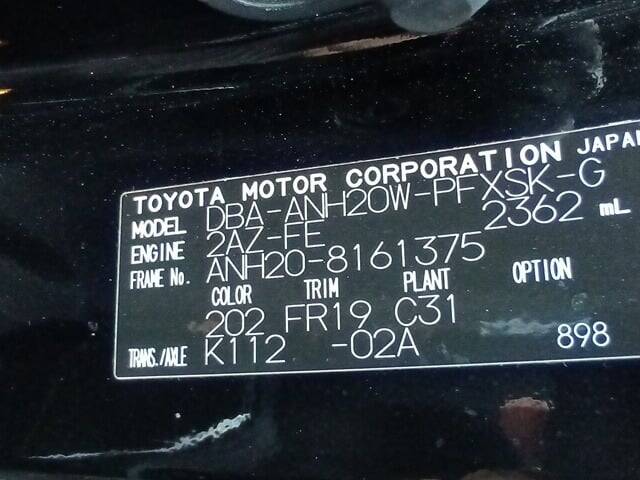 TOYOTA MOTOR CORPORATION JAPAN
MODEL DBA-ANH20W-PFXSK-G
ENGINE 2AZ-FE 2362 mL
FRAME No. ANH20-8161375
COLOR TRIM PLANT OPTION
202 FR19 C31
TRANS./AXLE K112 -02A 898